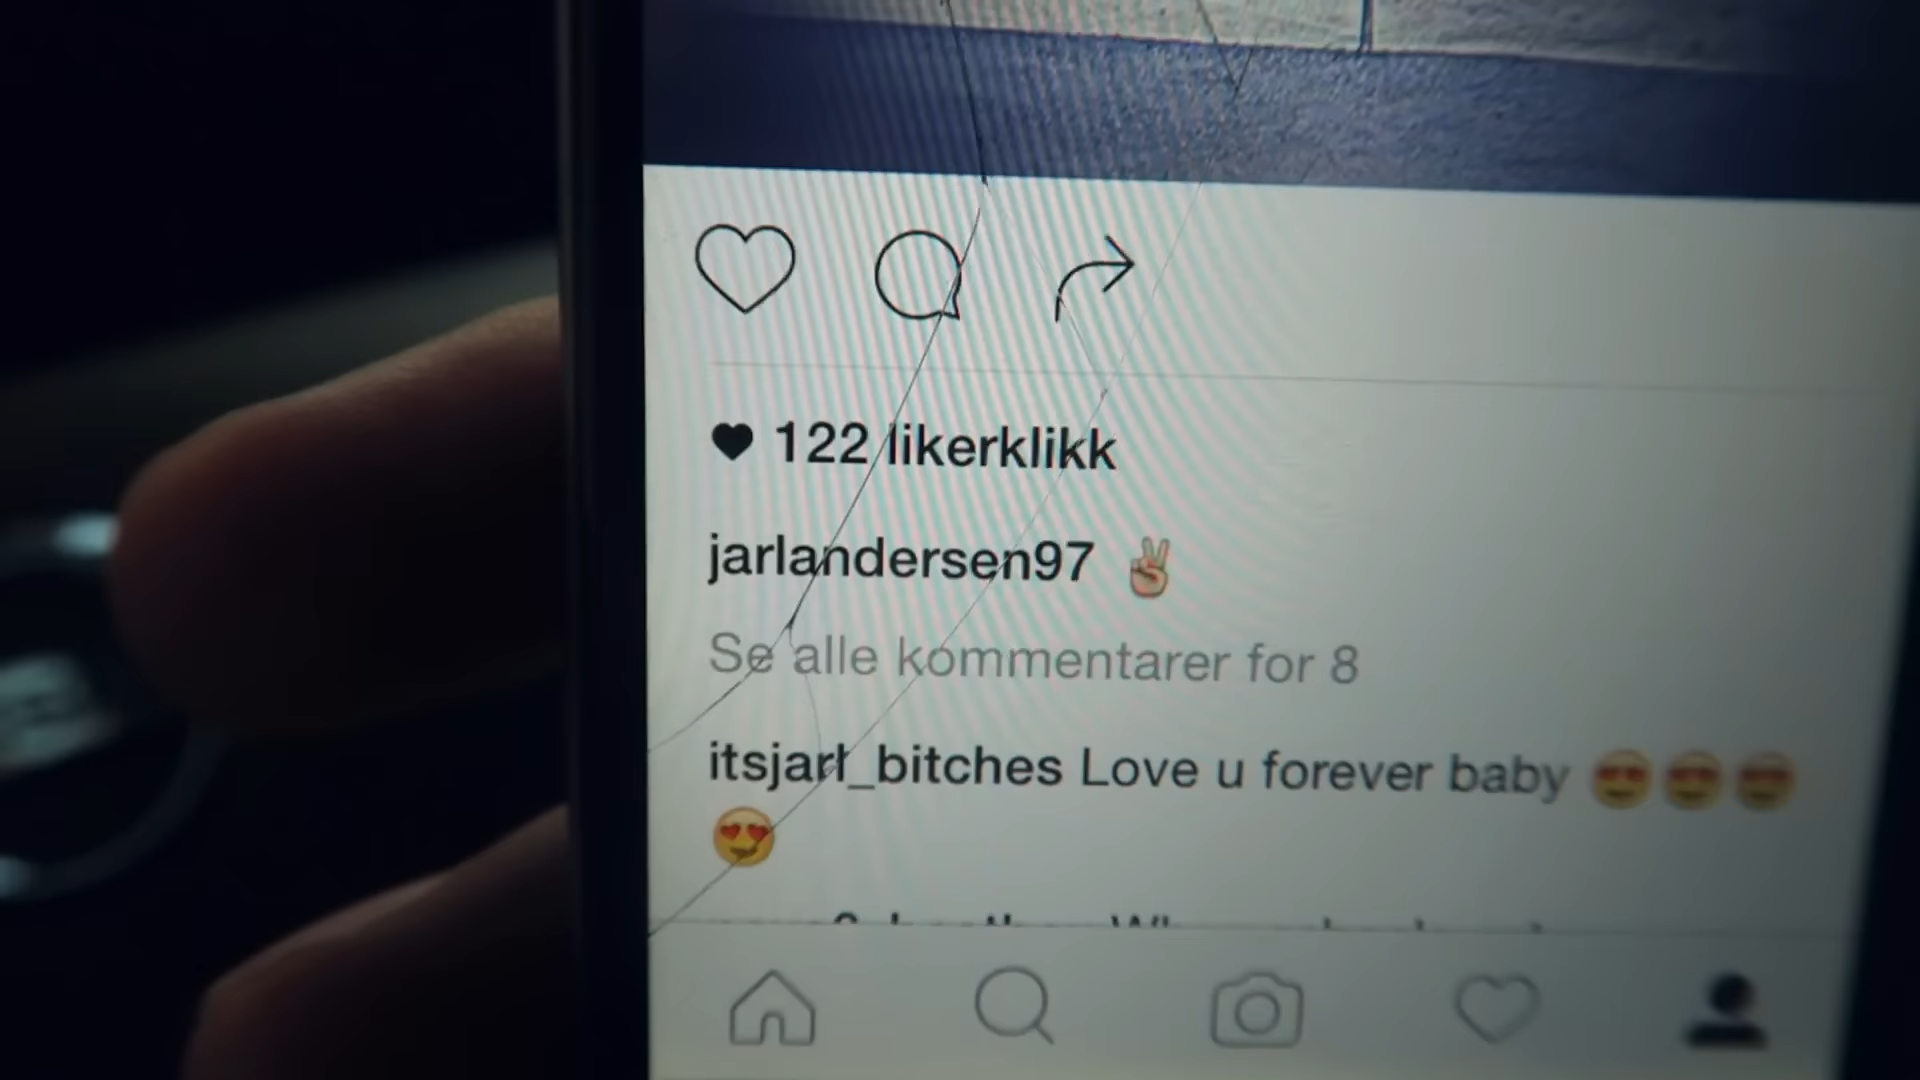 122 likerklikk
jarlandersen97 ✌
Se alle kommentarer for 8
itsjarl_bitches Love u forever baby 😍😍😍
😍